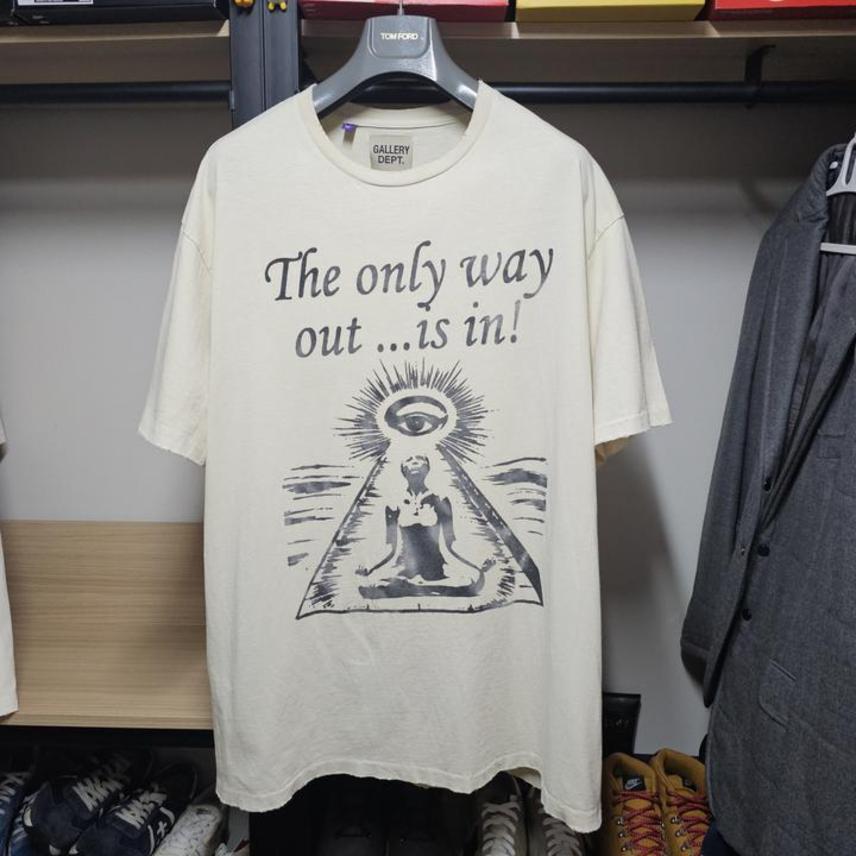 TOM FORD
GALLERY
DEPT.
The only way
out ...is in!